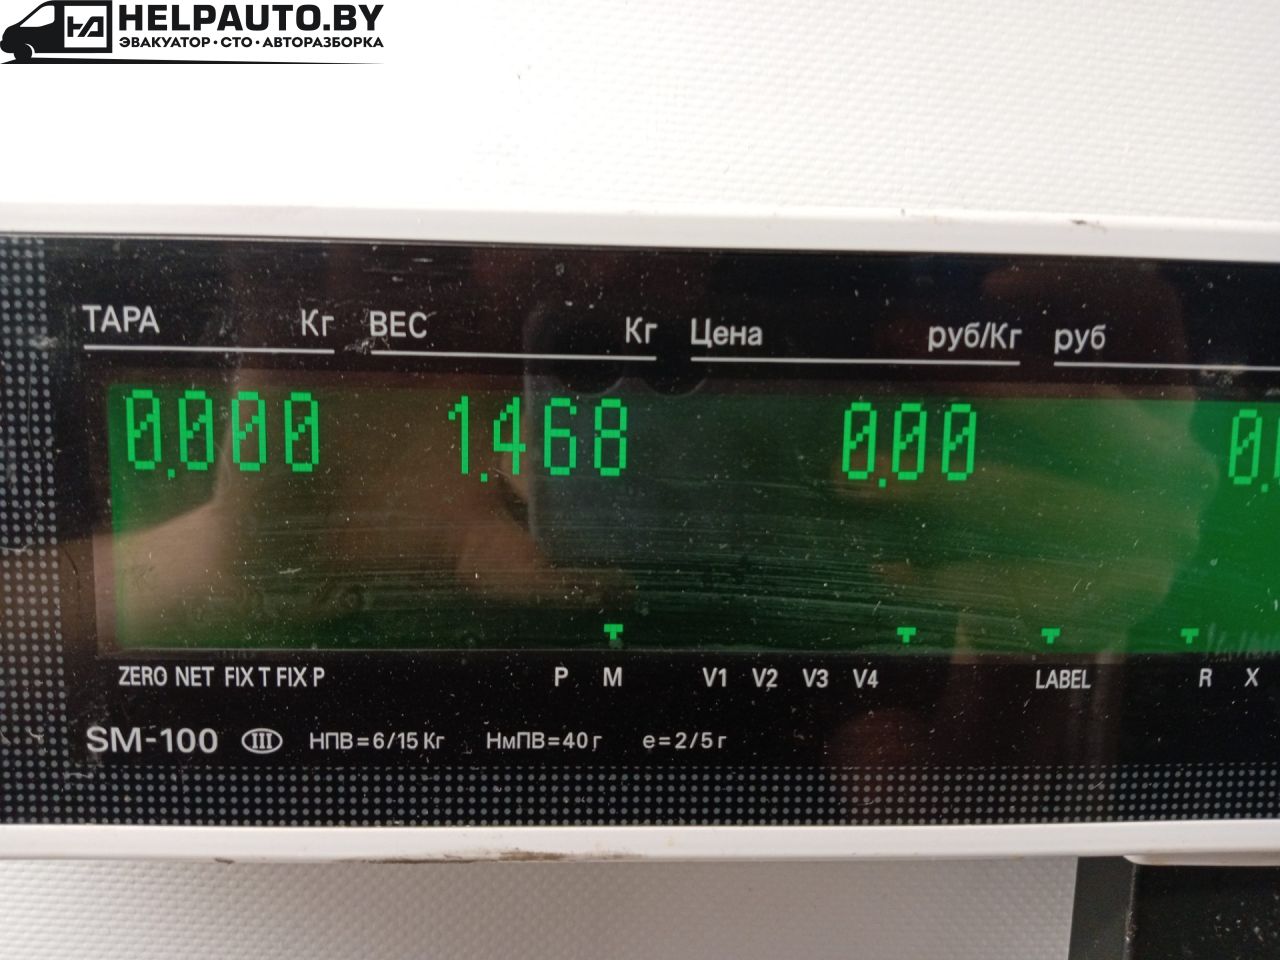 HELPAUTO.BY
ЭВАКУАТОР·СТО·АВТОРАЗБОРКА
ТАРА Кг ВЕС Кг Цена руб/Кг руб
0.000 1.468 0.00 0.
ZERO NET FIX T FIX P P M V1 V2 V3 V4 LABEL R X
SM-100 III НПВ=6/15 Кг НмПВ=40 г e=2/5 г